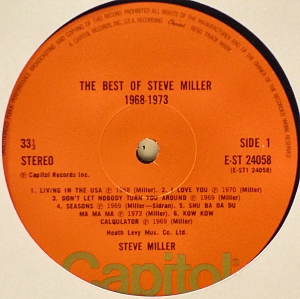 THE BEST OF STEVE MILLER
1968-1973
33⅓
STEREO
SIDE. 1
E-ST 24058
(E-ST1 24058)
℗ Capitol Records Inc.
1. LIVING IN THE USA ℗ 1968 (Miller). 2. I LOVE YOU ℗ 1970 (Miller).
3. DON'T LET NOBODY TURN YOU AROUND ℗ 1969 (Miller).
4. SEASONS ℗ 1969 (Miller—Sidran). 5. SHU BA DA DU
MA MA MA ℗ 1973 (Miller). 6. KOW KOW
CALQULATOR ℗ 1969 (Miller).
Heath Levy Mus. Co. Ltd.
STEVE MILLER
Capitol